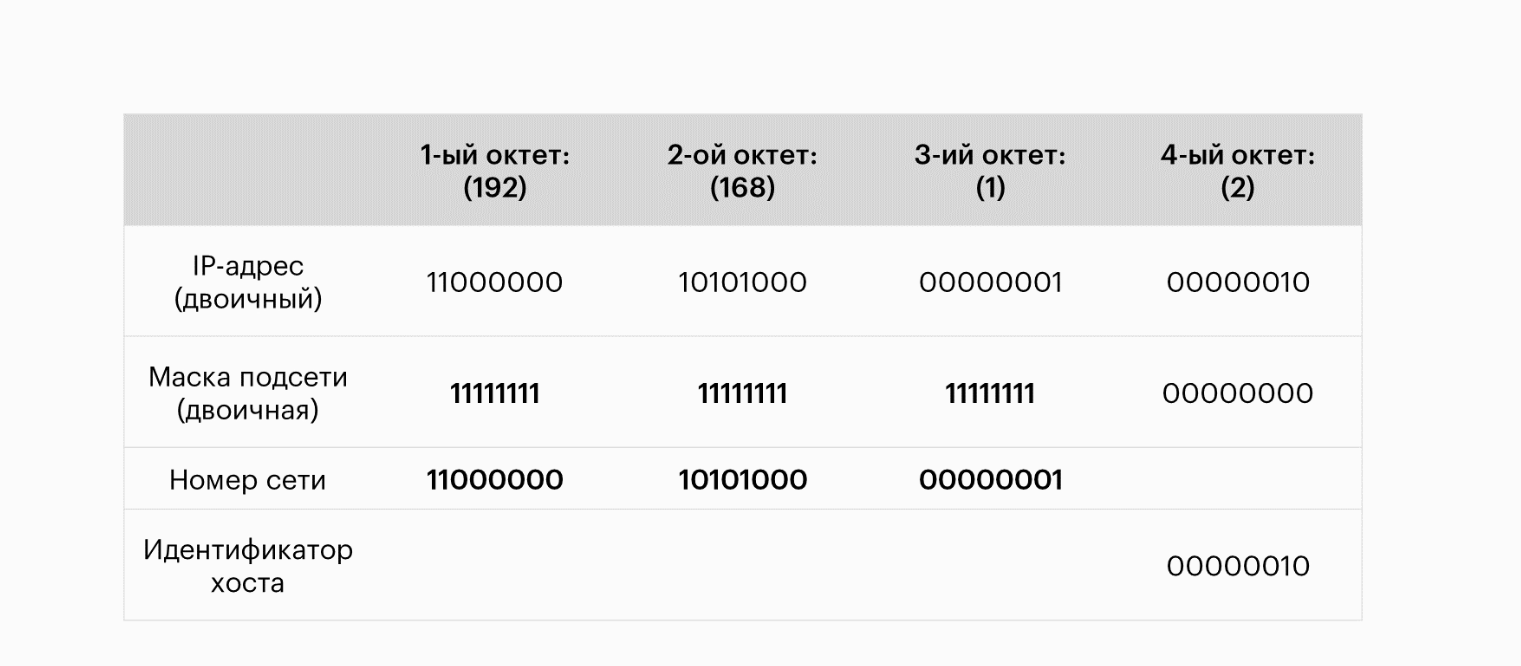 1-ый октет: 2-ой октет: 3-ий октет: 4-ый октет:
(192) (168) (1) (2)
IP-адрес
(двоичный) 11000000 10101000 00000001 00000010
Маска подсети
(двоичная) 11111111 11111111 11111111 00000000
Номер сети 11000000 10101000 00000001
Идентификатор
хоста 00000010